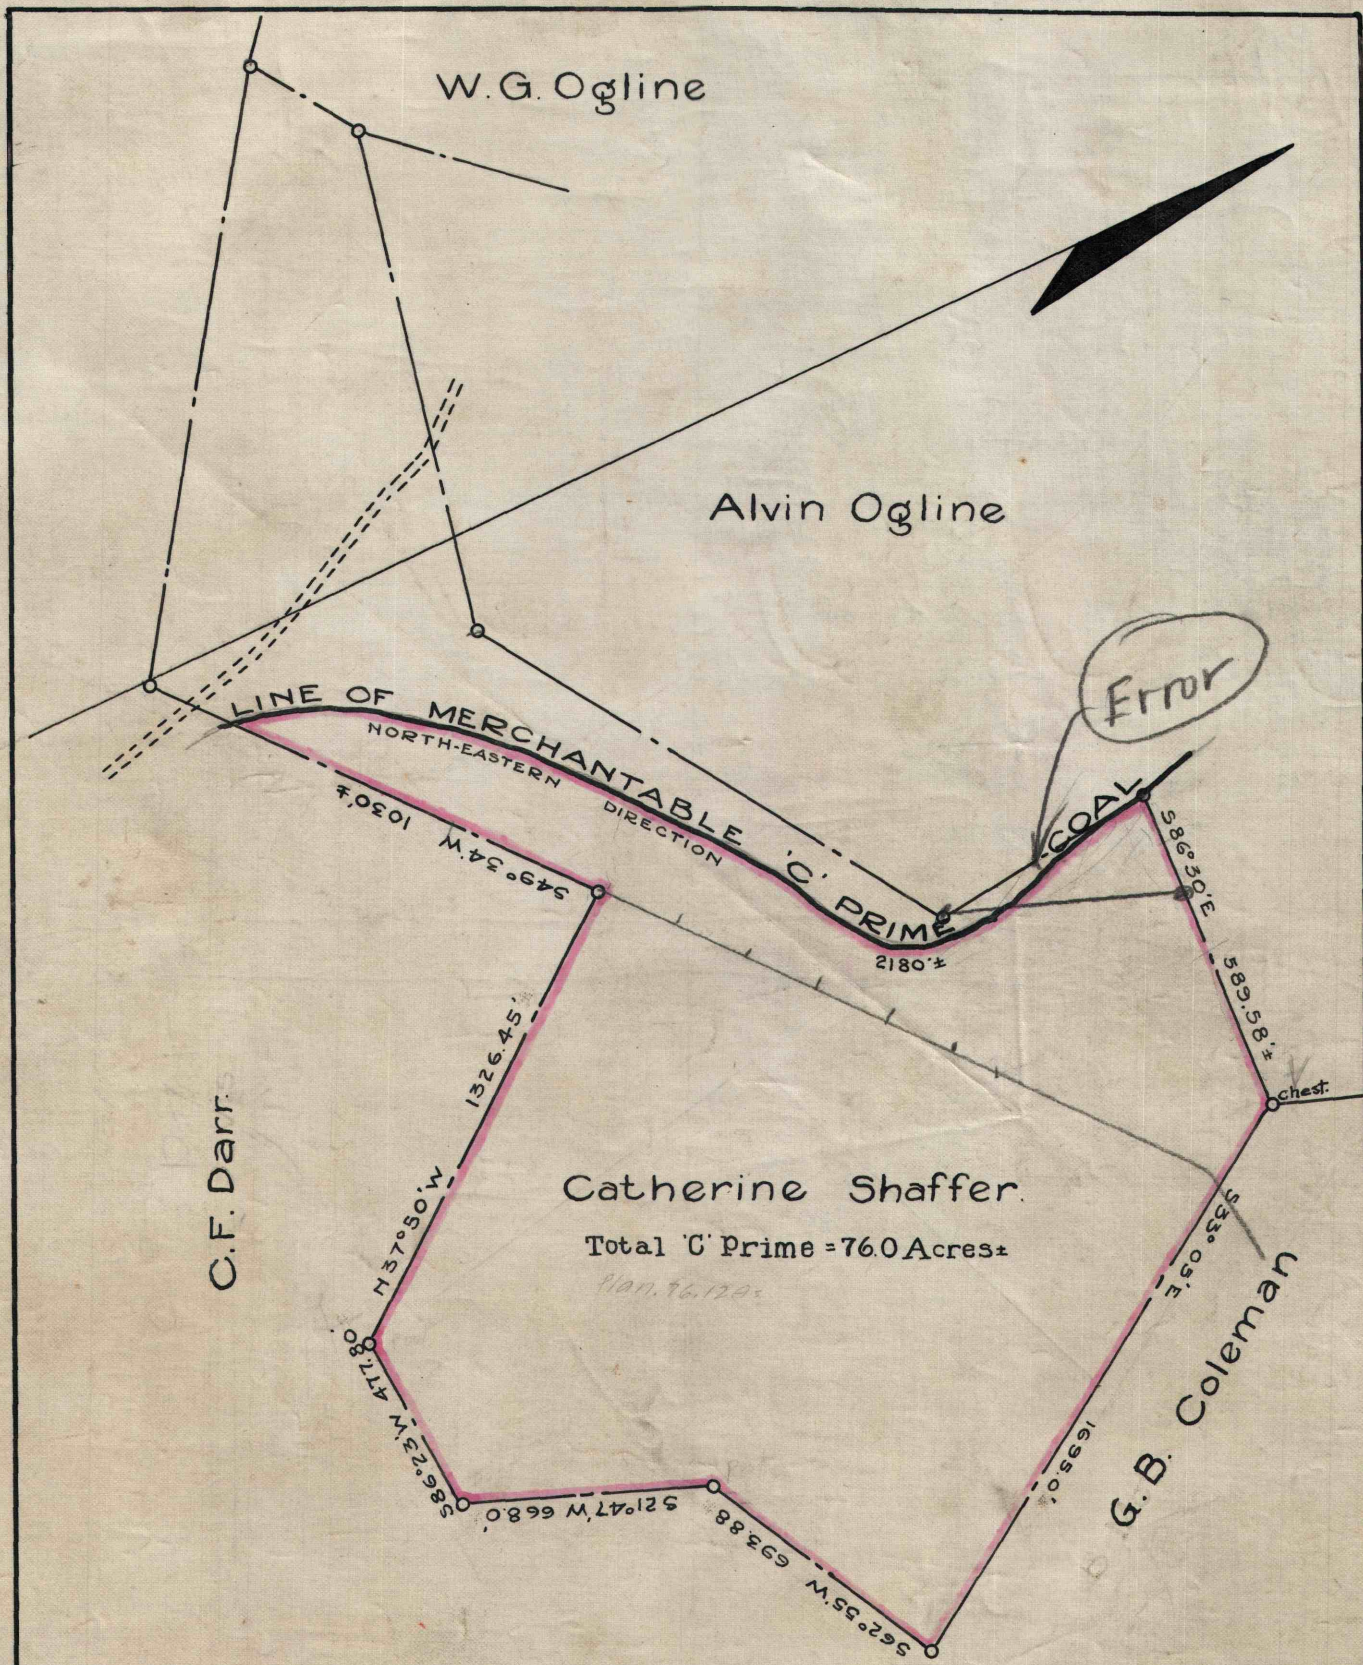 W.G. Ogline
Alvin Ogline
Error
LINE OF MERCHANTABLE 'C' PRIME COAL
NORTH-EASTERN DIRECTION
2180'±
S49°34'W 1030'±
S86°30'E 589.58'±
chest.
N37°50'W 1326.45'
C.F. Darr.
Catherine Shaffer.
Total 'C' Prime = 76.0 Acres±
S33°05'E 1695.0'
G. B. Coleman
S86°23'W 477.80'
S21°47'W 668.0'
S62°55'W 693.88